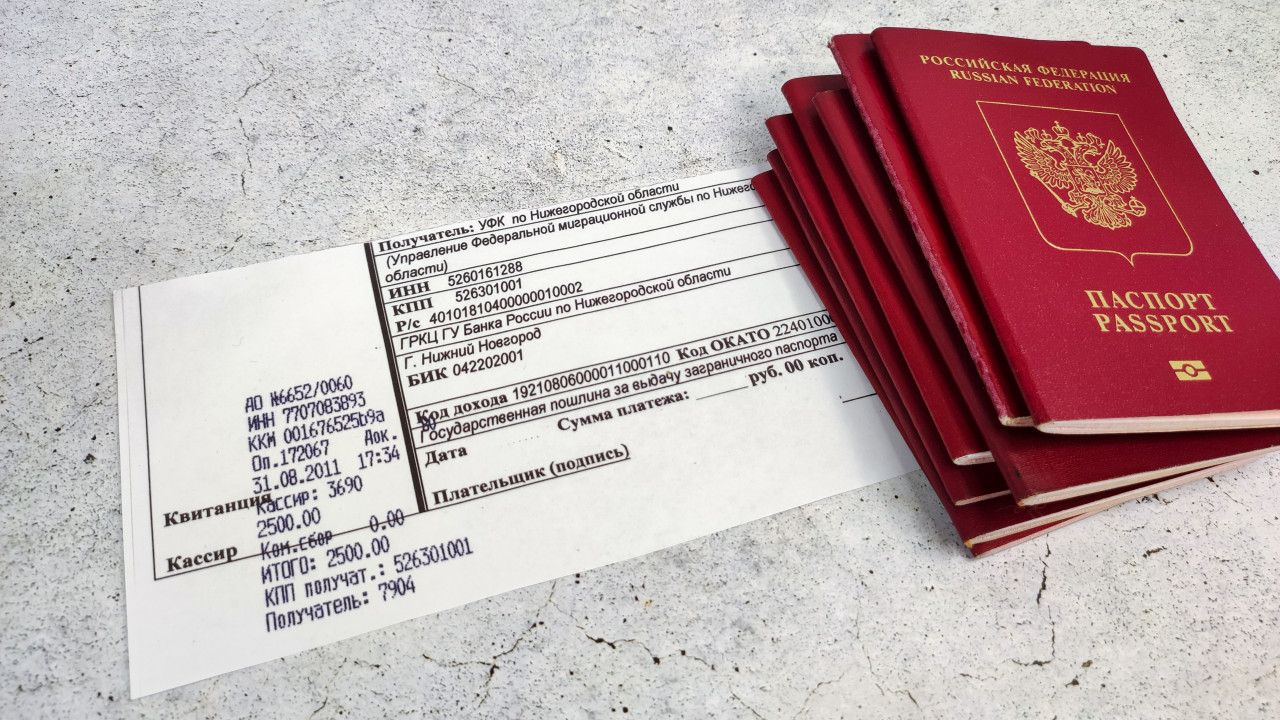 Получатель: УФК по Нижегородской области
(Управление Федеральной миграционной службы по
области)
ИНН 5260161288
КПП 526301001
Р/с 40101810400000010002
ГРКЦ ГУ Банка России по Нижегородской области
Г. Нижний Новгород
БИК 042202001
Код дохода 19210806000011000110 Код ОКАТО
Государственная пошлина за выдачу заграничного паспорта
Сумма платежа: ______ руб. 00 коп.
Дата
Плательщик (подпись)
АО №6652/0060
ИНН 7707083893
ККМ 001676525b9a
Оп.172067 Док.
31.08.2011 17:34
Кассир: 3690
2500.00
Ком.сбор 0.00
ИТОГО: 2500.00
КПП получат.: 526301001
Получатель: 7904
Квитанция
Кассир
РОССИЙСКАЯ ФЕДЕРАЦИЯ
RUSSIAN FEDERATION
ПАСПОРТ
PASSPORT